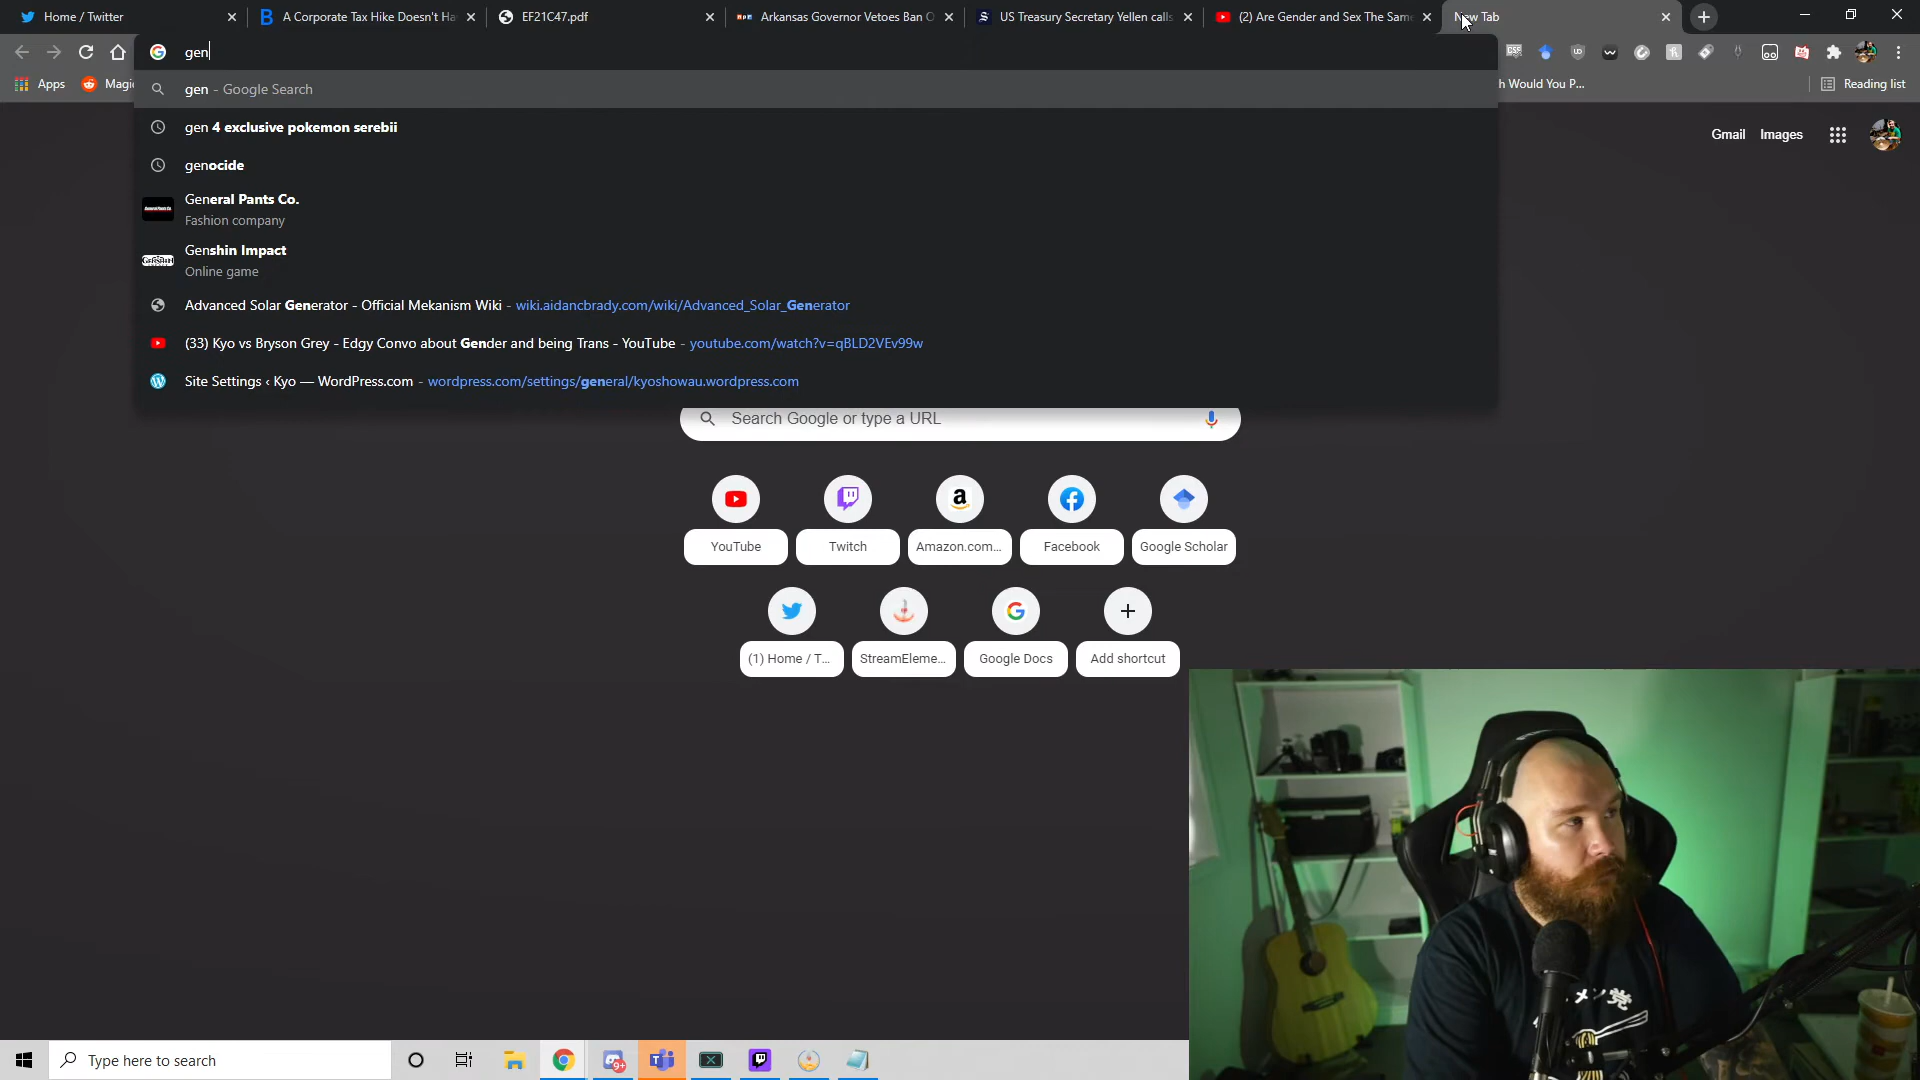 Home / Twitter
A Corporate Tax Hike Doesn't Ha
EF21C47.pdf
Arkansas Governor Vetoes Ban O
US Treasury Secretary Yellen calls
(2) Are Gender and Sex The Sam
New Tab
gen
Apps
Magic
h Would You P...
Reading list
gen - Google Search
gen 4 exclusive pokemon serebii
genocide
General Pants Co.
Fashion company
Genshin Impact
Online game
Advanced Solar Generator - Official Mekanism Wiki - wiki.aidancbrady.com/wiki/Advanced_Solar_Generator
(33) Kyo vs Bryson Grey - Edgy Convo about Gender and being Trans - YouTube - youtube.com/watch?v=qBLD2VEv99w
Site Settings ‹ Kyo — WordPress.com - wordpress.com/settings/general/kyoshowau.wordpress.com
Gmail Images
Search Google or type a URL
YouTube
Twitch
Amazon.com...
Facebook
Google Scholar
(1) Home / T...
StreamEleme...
Google Docs
Add shortcut
Type here to search
9+